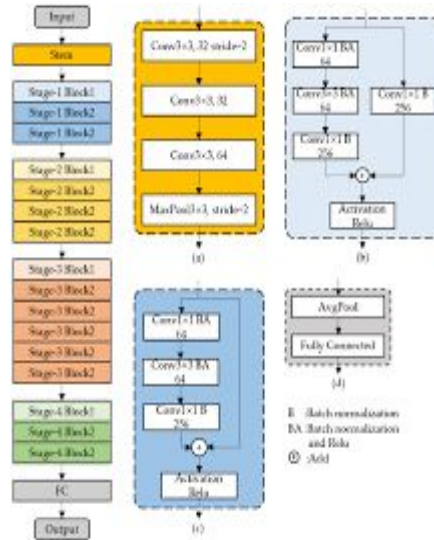 Input
Stem
Stage-1 Block1
Stage-1 Block2
Stage-1 Block2
Stage-2 Block1
Stage-2 Block2
Stage-2 Block2
Stage-2 Block2
Stage-3 Block1
Stage-3 Block2
Stage-3 Block2
Stage-3 Block2
Stage-3 Block2
Stage-3 Block2
Stage-4 Block1
Stage-4 Block2
Stage-4 Block2
FC
Output
Conv3×3, 32 stride=2
Conv3×3, 32
Conv3×3, 64
MaxPool3×3, stride=2
(a)
Conv1×1 BA
64
Conv3×3 BA
64
Conv1×1 B
256
Conv1×1 B
256
+
Activation
Relu
(b)
Conv1×1 BA
64
Conv3×3 BA
64
Conv1×1 B
256
+
Activation
Relu
(c)
AvgPool
Fully Connected
(d)
B :Batch normalization
BA :Batch normalization
and Relu
+ :Add